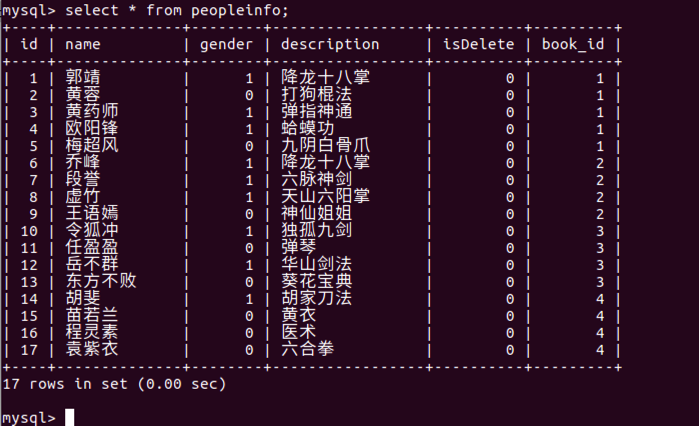 mysql> select * from peopleinfo;
+----+--------------+--------+-----------------+----------+---------+
| id | name         | gender | description     | isDelete | book_id |
+----+--------------+--------+-----------------+----------+---------+
| 1 | 郭靖 | 1 | 降龙十八掌 | 0 | 1 |
| 2 | 黄蓉 | 0 | 打狗棍法 | 0 | 1 |
| 3 | 黄药师 | 1 | 弹指神通 | 0 | 1 |
| 4 | 欧阳锋 | 1 | 蛤蟆功 | 0 | 1 |
| 5 | 梅超风 | 0 | 九阴白骨爪 | 0 | 1 |
| 6 | 乔峰 | 1 | 降龙十八掌 | 0 | 2 |
| 7 | 段誉 | 1 | 六脉神剑 | 0 | 2 |
| 8 | 虚竹 | 1 | 天山六阳掌 | 0 | 2 |
| 9 | 王语嫣 | 0 | 神仙姐姐 | 0 | 2 |
| 10 | 令狐冲 | 1 | 独孤九剑 | 0 | 3 |
| 11 | 任盈盈 | 0 | 弹琴 | 0 | 3 |
| 12 | 岳不群 | 1 | 华山剑法 | 0 | 3 |
| 13 | 东方不败 | 0 | 葵花宝典 | 0 | 3 |
| 14 | 胡斐 | 1 | 胡家刀法 | 0 | 4 |
| 15 | 苗若兰 | 0 | 黄衣 | 0 | 4 |
| 16 | 程灵素 | 0 | 医术 | 0 | 4 |
| 17 | 袁紫衣 | 0 | 六合拳 | 0 | 4 |
+----+--------------+--------+-----------------+----------+---------+
17 rows in set (0.00 sec)
mysql>